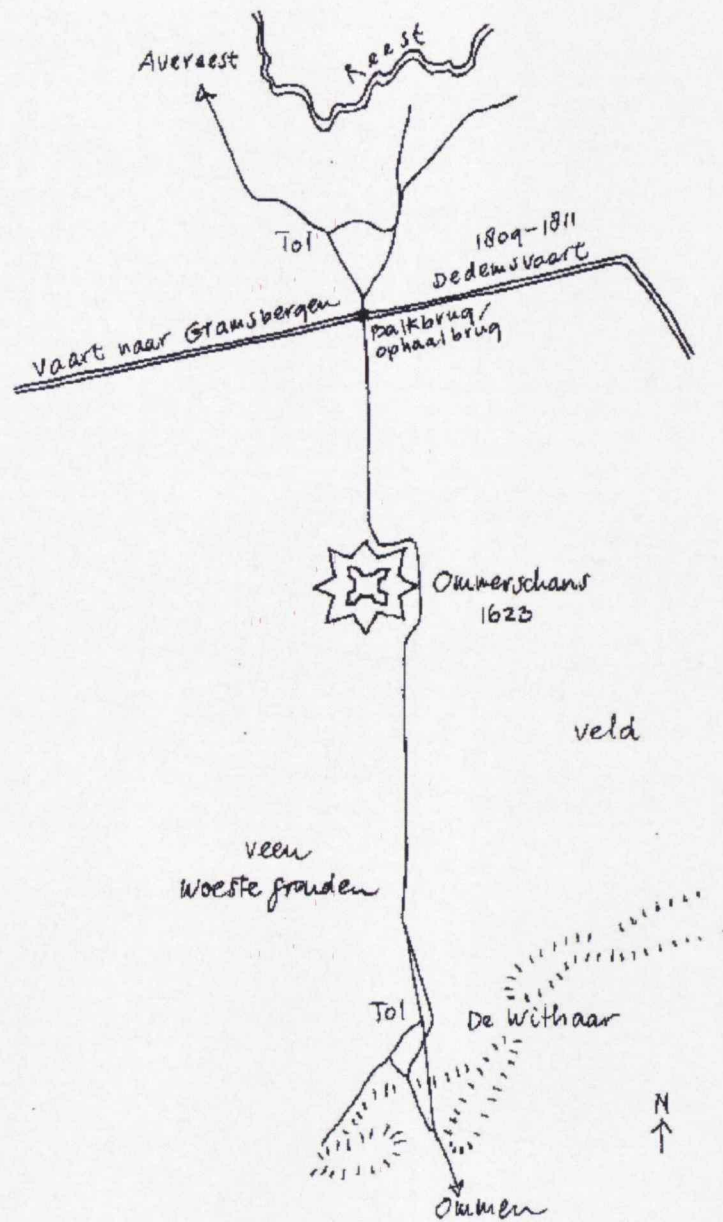 Reest
Avereest
Tol
1809-1811
Dedemsvaart
Vaart naar Gramsbergen
Balkbrug/
ophaalbrug
Ommerschans
1623
veld
veen
Woeste gronden
Tol
De Withaar
N
Ommen